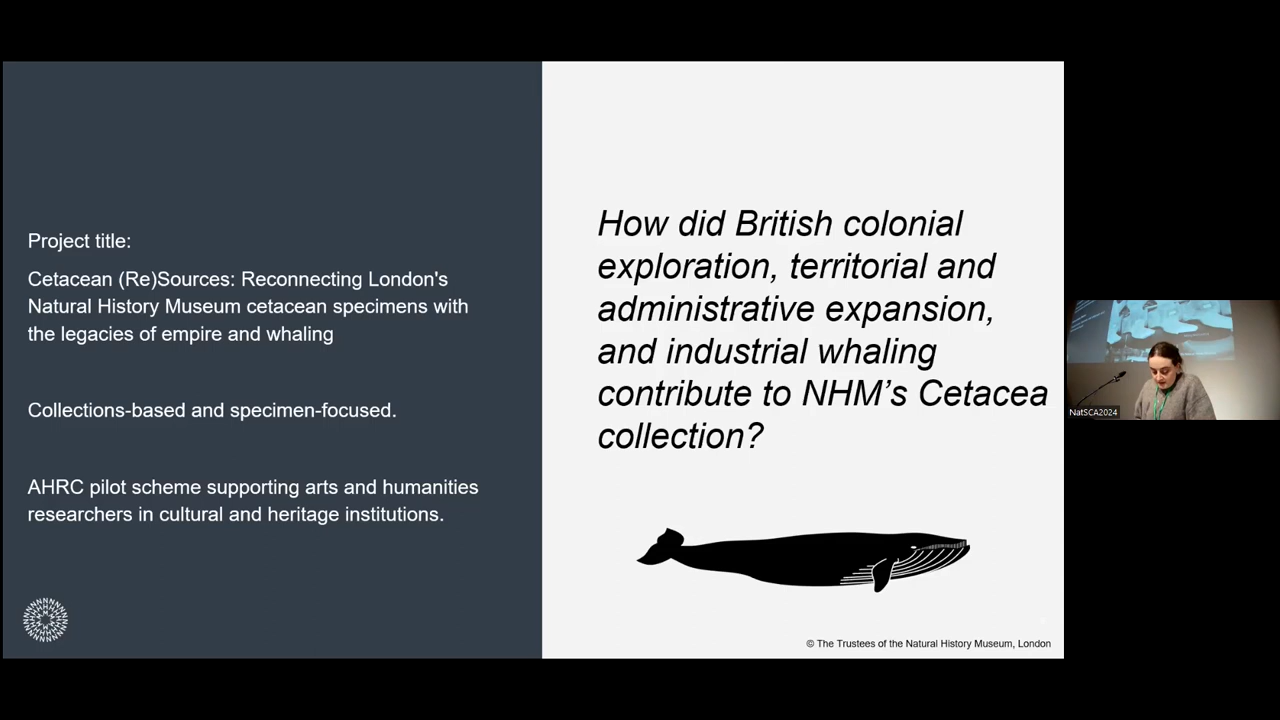 Project title:
Cetacean (Re)Sources: Reconnecting London's
Natural History Museum cetacean specimens with
the legacies of empire and whaling
Collections-based and specimen-focused.
AHRC pilot scheme supporting arts and humanities
researchers in cultural and heritage institutions.
How did British colonial
exploration, territorial and
administrative expansion,
and industrial whaling
contribute to NHM’s Cetacea
collection?
© The Trustees of the Natural History Museum, London
NatSCA2024